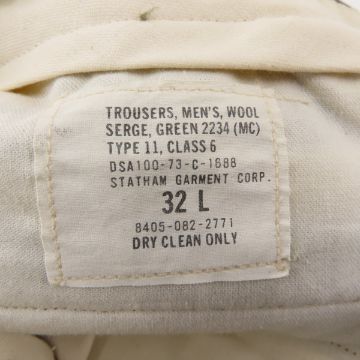 TROUSERS, MEN'S, WOOL
SERGE, GREEN 2234 (MC)
TYPE 11, CLASS 6
DSA100-73-C-1888
STATHAM GARMENT CORP.
32 L
8405-082-2771
DRY CLEAN ONLY